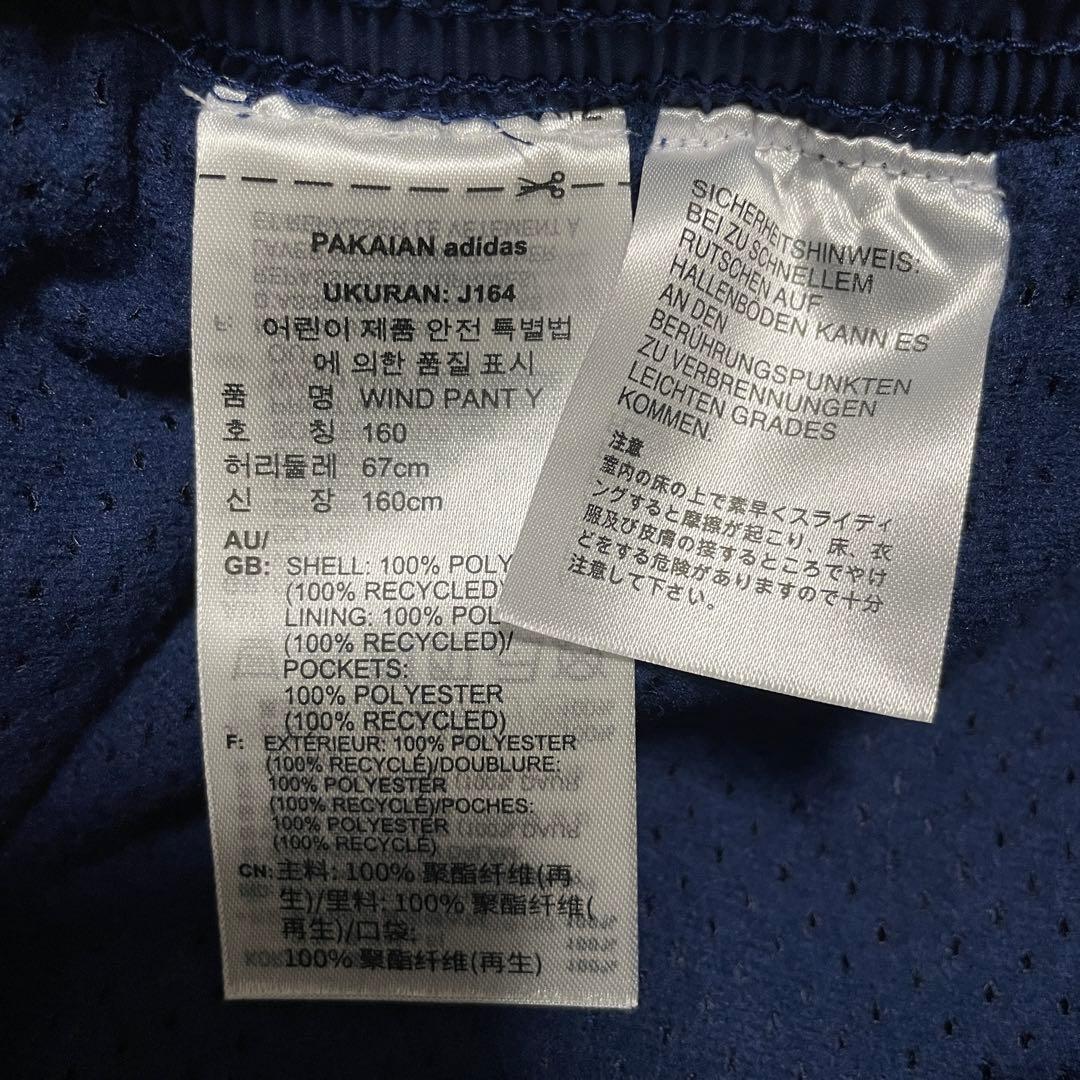 PAKAIAN adidas
UKURAN: J164
어린이 제품 안전 특별법
에 의한 품질 표시
품 명 WIND PANT Y
호 칭 160
허리둘레 67cm
신 장 160cm
AU/
GB: SHELL: 100% POLY
(100% RECYCLED)
LINING: 100% POL
(100% RECYCLED)/
POCKETS:
100% POLYESTER
(100% RECYCLED)
F: EXTÉRIEUR: 100% POLYESTER
(100% RECYCLÉ)/DOUBLURE:
100% POLYESTER
(100% RECYCLÉ)/POCHES:
100% POLYESTER
(100% RECYCLÉ)
CN: 主料: 100% 聚酯纤维(再
生)/里料: 100% 聚酯纤维(
再生)/口袋:
100% 聚酯纤维(再生)
SICHERHEITSHINWEIS:
BEI ZU SCHNELLEM
RUTSCHEN AUF
HALLENBODEN KANN ES
AN DEN
BERÜHRUNGSPUNKTEN
ZU VERBRENNUNGEN
LEICHTEN GRADES
KOMMEN.
注意
室内の床の上で素早くスライディ
ングすると摩擦が起こり、床、衣
服及び皮膚の接するところでやけ
どをする危険がありますので十分
注意して下さい。